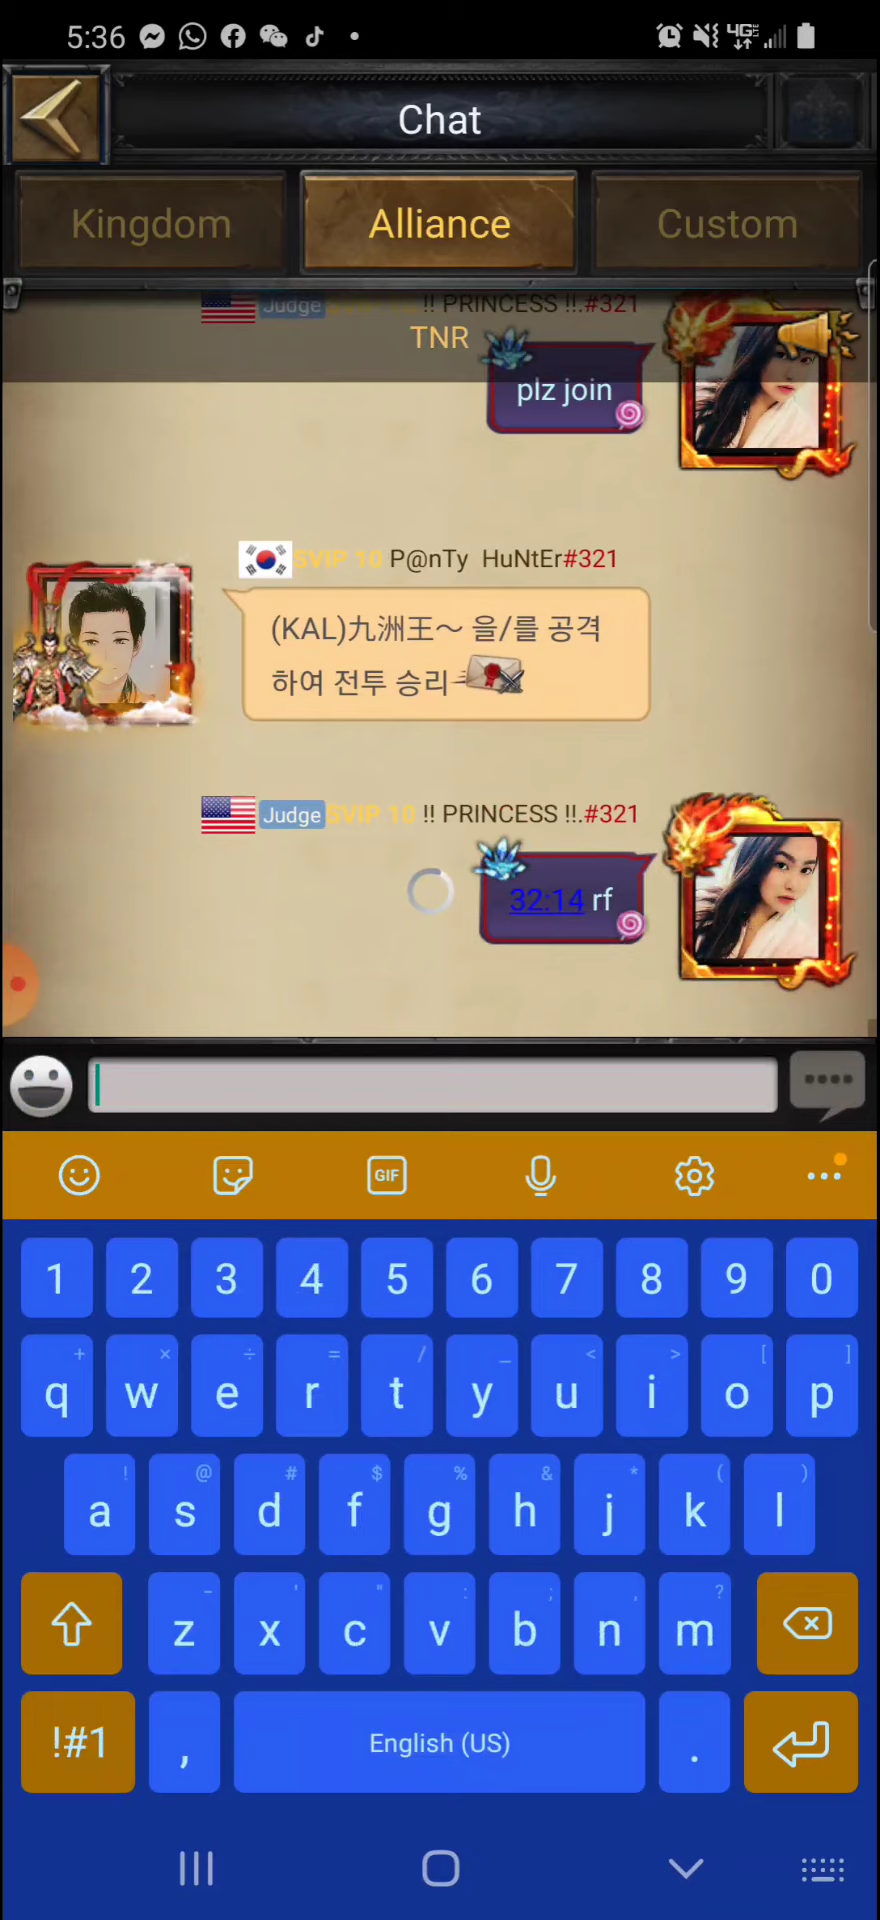 5:36
4G LTE
Chat
Kingdom
Alliance
Custom
Judge !! PRINCESS !!.#321
TNR
plz join
SVIP 10 P@nTy HuNtEr#321
(KAL)九洲王～ 을/를 공격
하여 전투 승리
Judge SVIP 10 !! PRINCESS !!.#321
32:14 rf
GIF
1 2 3 4 5 6 7 8 9 0
+ × ÷ = / _ < > [ ]
q w e r t y u i o p
! @ # $ % & * ( )
a s d f g h j k l
- ' " : ; , ?
z x c v b n m
!#1 , English (US) .